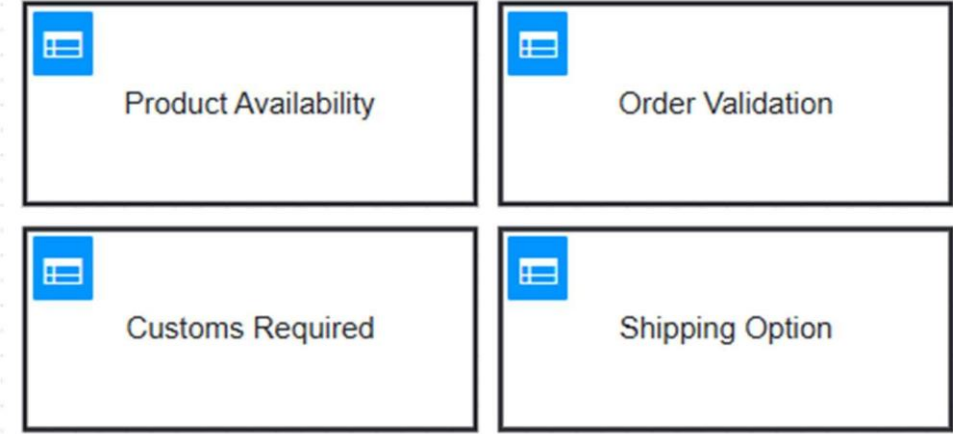 Product Availability
Order Validation
Customs Required
Shipping Option